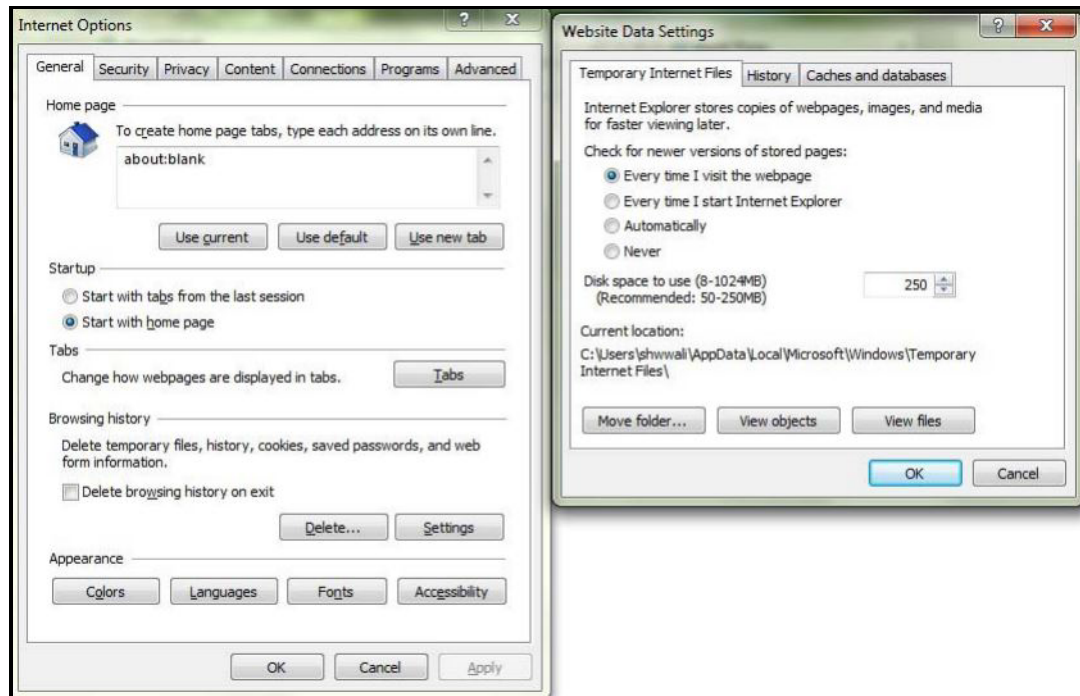 Internet Options
General Security Privacy Content Connections Programs Advanced
Home page
To create home page tabs, type each address on its own line.
about:blank
Use current Use default Use new tab
Startup
Start with tabs from the last session
Start with home page
Tabs
Change how webpages are displayed in tabs.
Tabs
Browsing history
Delete temporary files, history, cookies, saved passwords, and web
form information.
Delete browsing history on exit
Delete... Settings
Appearance
Colors Languages Fonts Accessibility
OK Cancel Apply
Website Data Settings
Temporary Internet Files History Caches and databases
Internet Explorer stores copies of webpages, images, and media
for faster viewing later.
Check for newer versions of stored pages:
Every time I visit the webpage
Every time I start Internet Explorer
Automatically
Never
Disk space to use (8-1024MB)
(Recommended: 50-250MB)
250
Current location:
C:\Users\shwwali\AppData\Local\Microsoft\Windows\Temporary
Internet Files\
Move folder... View objects View files
OK Cancel